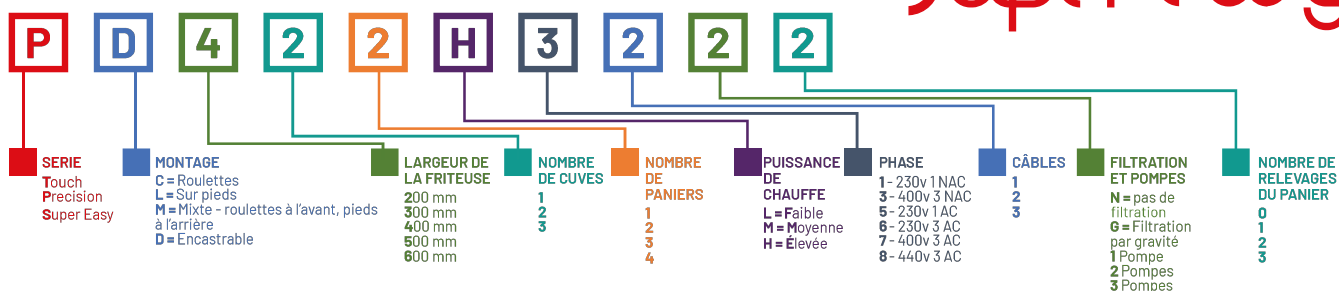 P D 4 2 2 H 3 2 2 2
SERIE
Touch
Precision
Super Easy
MONTAGE
C = Roulettes
L = Sur pieds
M = Mixte - roulettes à l'avant, pieds
à l'arrière
D = Encastrable
LARGEUR DE
LA FRITEUSE
200 mm
300 mm
400 mm
500 mm
600 mm
NOMBRE
DE CUVES
1
2
3
NOMBRE
DE
PANIERS
1
2
3
4
PUISSANCE
DE
CHAUFFE
L = Faible
M = Moyenne
H = Élevée
PHASE
1 - 230v 1 NAC
3 - 400v 3 NAC
5 - 230v 1 AC
6 - 230v 3 AC
7 - 400v 3 AC
8 - 440v 3 AC
CÂBLES
1
2
3
FILTRATION
ET POMPES
N = pas de
filtration
G = Filtration
par gravité
1 Pompe
2 Pompes
3 Pompes
NOMBRE DE
RELEVAGES
DU PANIER
0
1
2
3